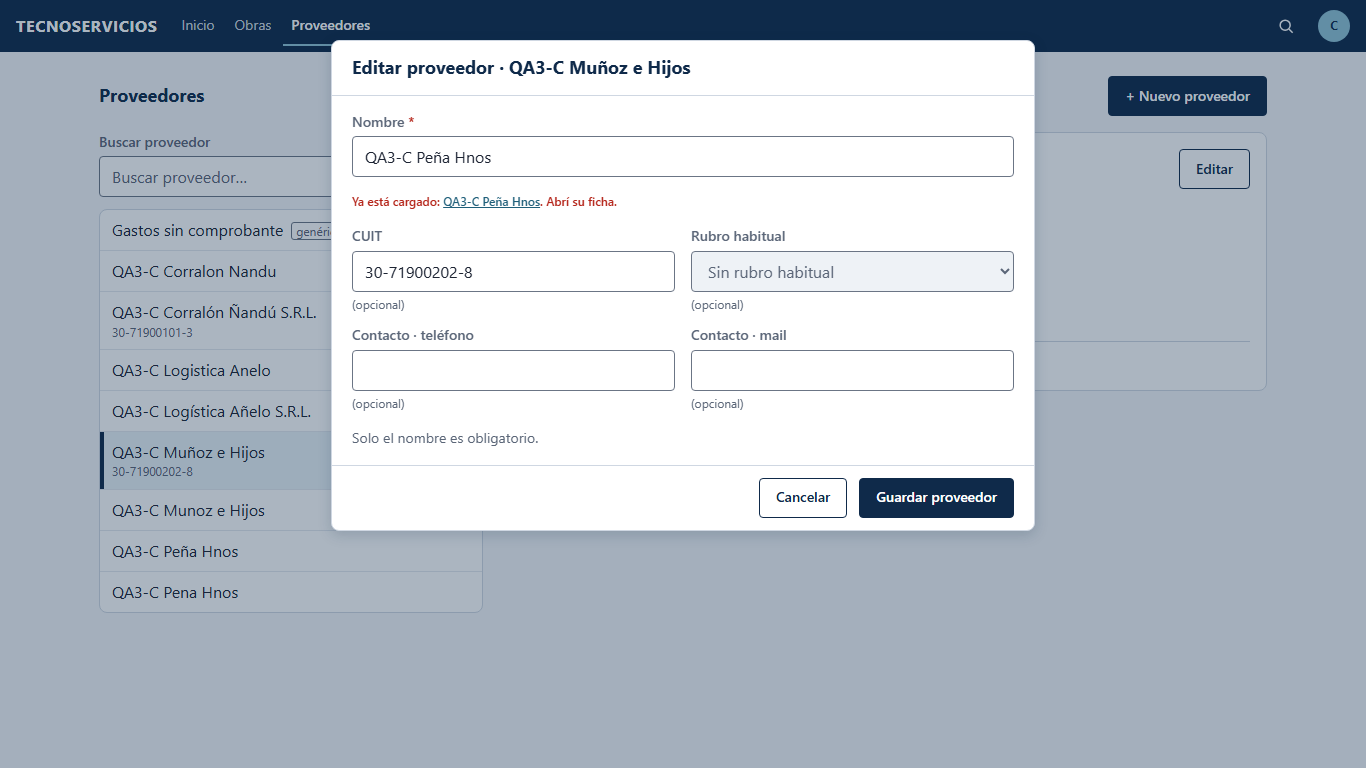 TECNOSERVICIOS Inicio Obras Proveedores C
Editar proveedor · QA3-C Muñoz e Hijos
Proveedores
+ Nuevo proveedor
Nombre *
QA3-C Peña Hnos
Buscar proveedor
Buscar proveedor...
Editar
Ya está cargado: QA3-C Peña Hnos. Abrí su ficha.
Gastos sin comprobante
CUIT
Rubro habitual
30-71900202-8
Sin rubro habitual
(opcional)
(opcional)
QA3-C Corralon Nandu
QA3-C Corralón Ñandú S.R.L.
30-71900101-3
Contacto · teléfono
Contacto · mail
(opcional)
(opcional)
QA3-C Logistica Anelo
QA3-C Logística Añelo S.R.L.
Solo el nombre es obligatorio.
QA3-C Muñoz e Hijos
30-71900202-8
Cancelar
Guardar proveedor
QA3-C Munoz e Hijos
QA3-C Peña Hnos
QA3-C Pena Hnos